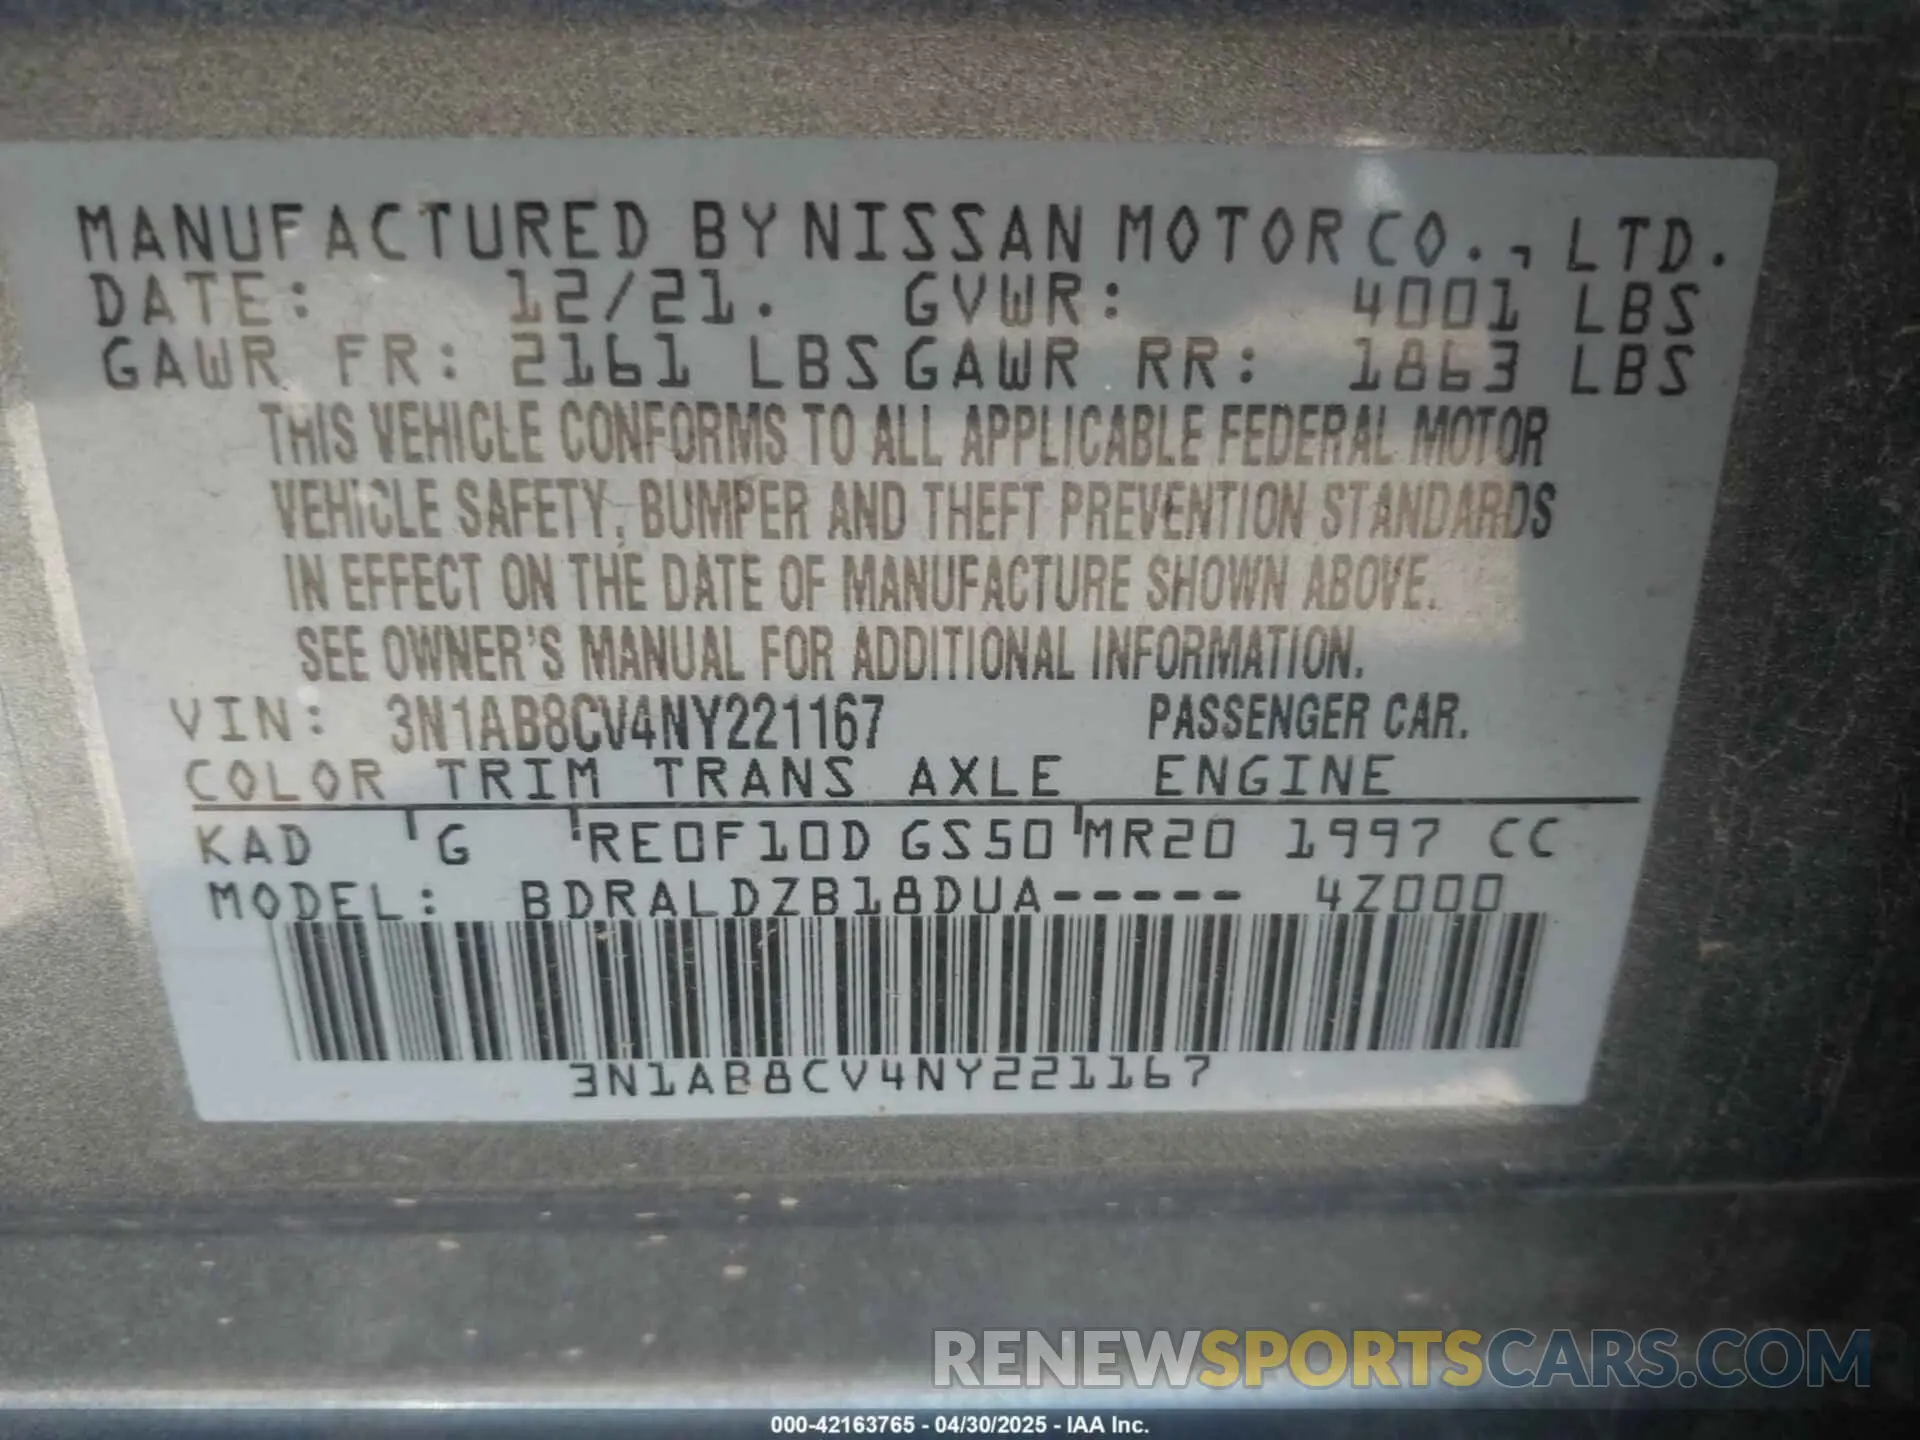 MANUFACTURED BY NISSAN MOTOR CO., LTD.
DATE: 12/21. GVWR: 4001 LBS
GAWR FR: 2161 LBS GAWR RR: 1863 LBS
THIS VEHICLE CONFORMS TO ALL APPLICABLE FEDERAL MOTOR
VEHICLE SAFETY, BUMPER AND THEFT PREVENTION STANDARDS
IN EFFECT ON THE DATE OF MANUFACTURE SHOWN ABOVE.
SEE OWNER'S MANUAL FOR ADDITIONAL INFORMATION.
VIN: 3N1AB8CV4NY221167 PASSENGER CAR.
COLOR TRIM TRANS AXLE ENGINE
KAD G RE0F10D GS50 MR20 1997 CC
MODEL: BDRALDZB18DUA----- 4Z000
3N1AB8CV4NY221167
RENEWSPORTSCARS.COM
000-42163765 - 04/30/2025 - IAA Inc.